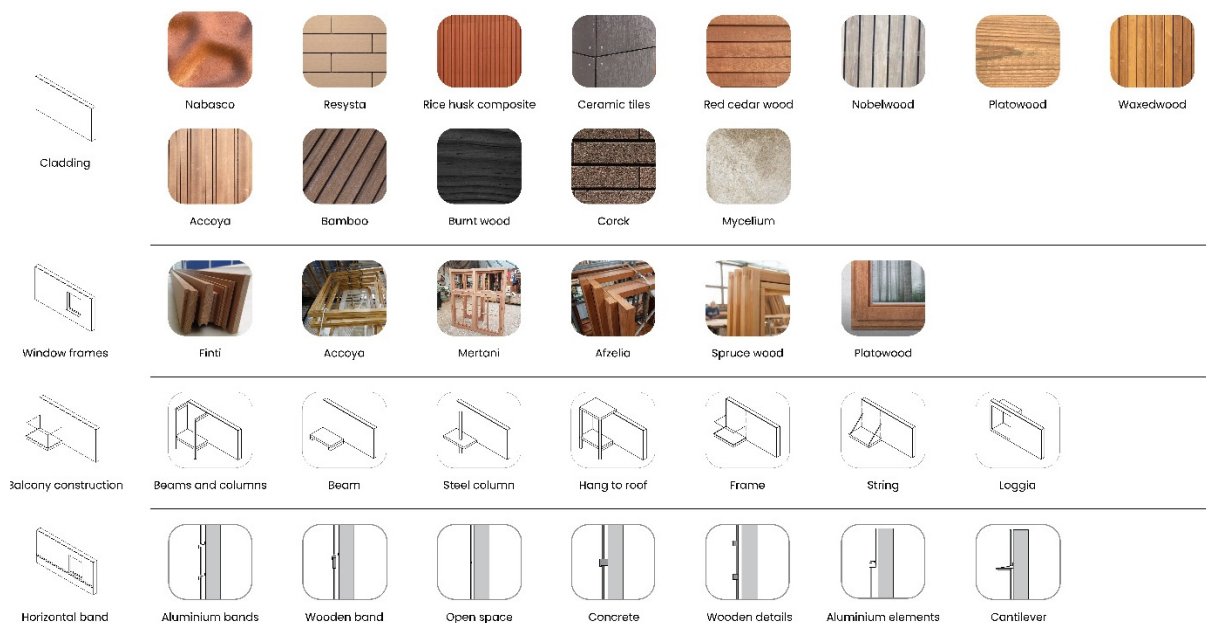 Nabasco Resysta Rice husk composite Ceramic tiles Red cedar wood Nobelwood Platowood Waxedwood
Cladding
Accoya Bamboo Burnt wood Corck Mycelium
Window frames Finti Accoya Mertani Afzelia Spruce wood Platowood
Balcony construction Beams and columns Beam Steel column Hang to roof Frame String Loggia
Horizontal band Aluminium bands Wooden band Open space Concrete Wooden details Aluminium elements Cantilever